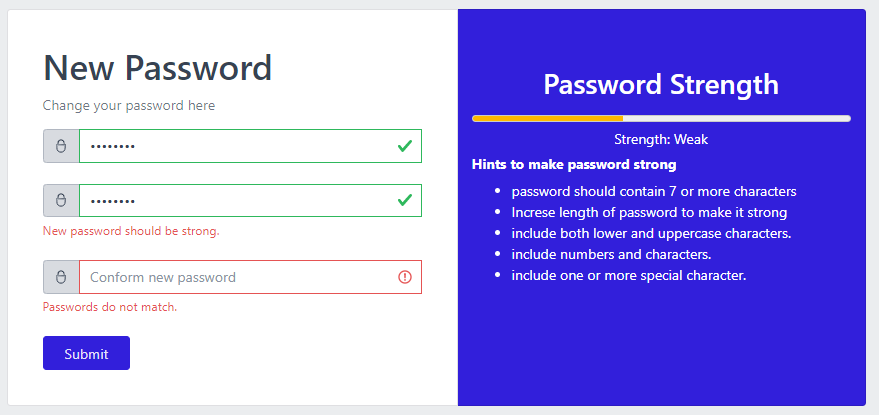 New Password
Change your password here
••••••••
••••••••
New password should be strong.
Conform new password
Passwords do not match.
Submit
Password Strength
Strength: Weak
Hints to make password strong
• password should contain 7 or more characters
• Increse length of password to make it strong
• include both lower and uppercase characters.
• include numbers and characters.
• include one or more special character.